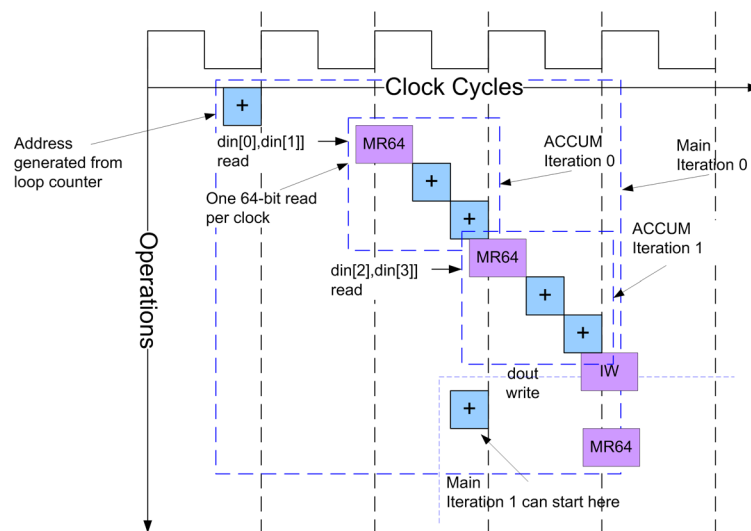 Clock Cycles
+
Address
generated from
loop counter
din[0],din[1]]
read
MR64
ACCUM
Iteration 0
Main
Iteration 0
One 64-bit read
per clock
+
+
Operations
din[2],din[3]]
read
MR64
ACCUM
Iteration 1
+
+
dout
write
IW
+
MR64
Main
Iteration 1 can start here